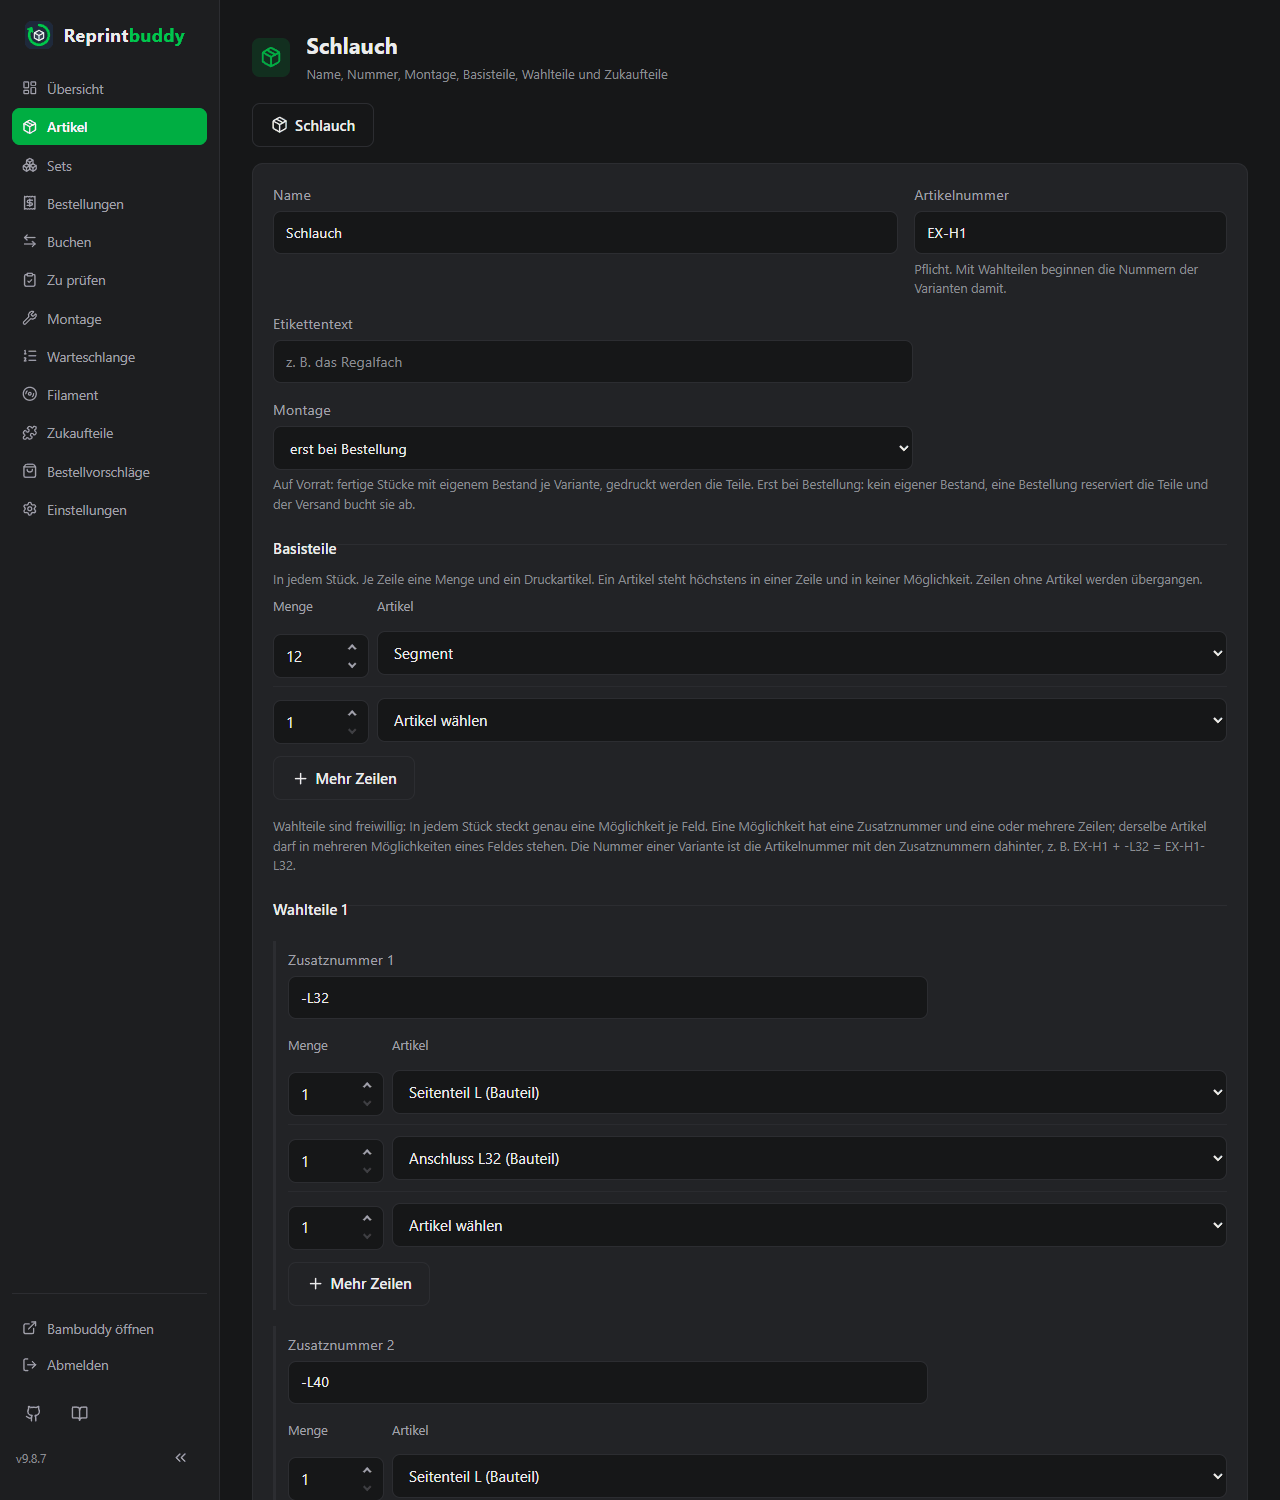 Reprintbuddy
Übersicht
Artikel
Sets
Bestellungen
Buchen
Zu prüfen
Montage
Warteschlange
Filament
Zukaufteile
Bestellvorschläge
Einstellungen
Bambuddy öffnen
Abmelden
v9.8.7
Schlauch
Name, Nummer, Montage, Basisteile, Wahlteile und Zukaufteile
Schlauch
Name
Schlauch
Artikelnummer
EX-H1
Pflicht. Mit Wahlteilen beginnen die Nummern der
Varianten damit.
Etikettentext
z. B. das Regalfach
Montage
erst bei Bestellung
Auf Vorrat: fertige Stücke mit eigenem Bestand je Variante, gedruckt werden die Teile. Erst bei Bestellung: kein eigener Bestand, eine Bestellung reserviert die Teile und
der Versand bucht sie ab.
Basisteile
In jedem Stück. Je Zeile eine Menge und ein Druckartikel. Ein Artikel steht höchstens in einer Zeile und in keiner Möglichkeit. Zeilen ohne Artikel werden übergangen.
Menge Artikel
12 Segment
1 Artikel wählen
Mehr Zeilen
Wahlteile sind freiwillig: In jedem Stück steckt genau eine Möglichkeit je Feld. Eine Möglichkeit hat eine Zusatznummer und eine oder mehrere Zeilen; derselbe Artikel
darf in mehreren Möglichkeiten eines Feldes stehen. Die Nummer einer Variante ist die Artikelnummer mit den Zusatznummern dahinter, z. B. EX-H1 + -L32 = EX-H1-
L32.
Wahlteile 1
Zusatznummer 1
-L32
Menge Artikel
1 Seitenteil L (Bauteil)
1 Anschluss L32 (Bauteil)
1 Artikel wählen
Mehr Zeilen
Zusatznummer 2
-L40
Menge Artikel
1 Seitenteil L (Bauteil)